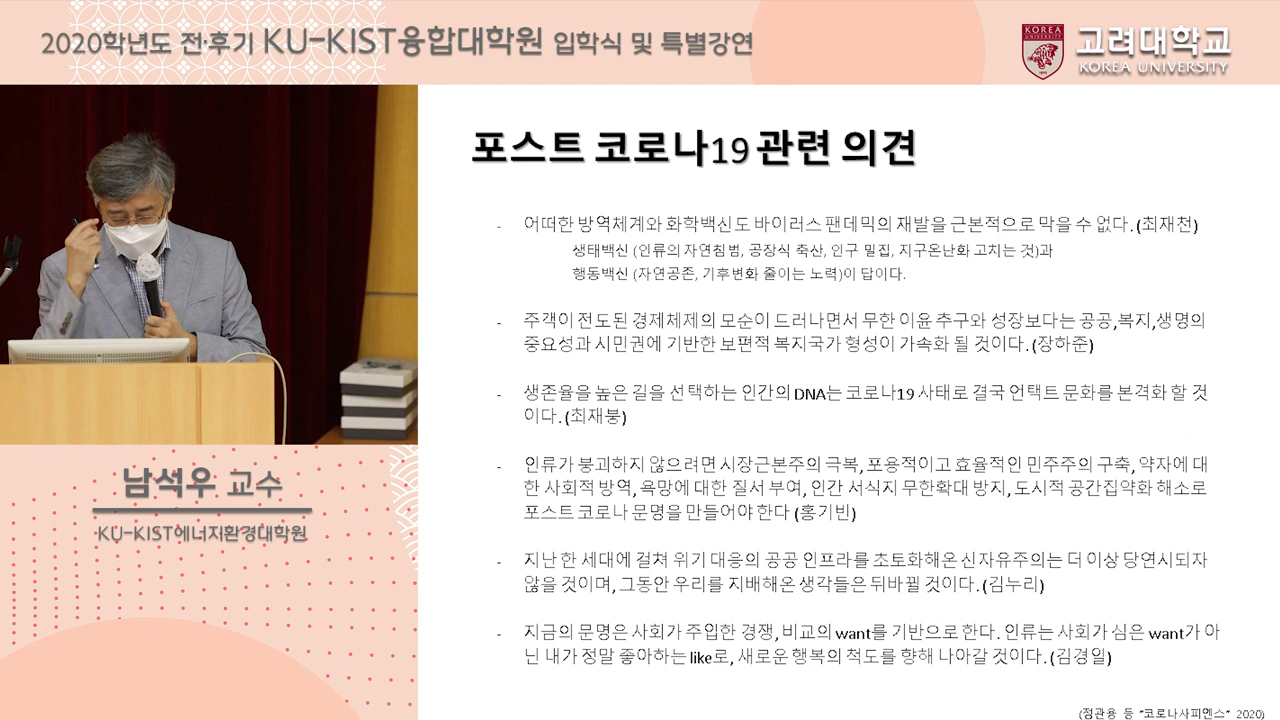 2020학년도 전·후기 KU-KIST융합대학원 입학식 및 특별강연
KOREA
UNIVERSITY
고려대학교
KOREA UNIVERSITY
포스트 코로나19 관련 의견
- 어떠한 방역체계와 화학백신도 바이러스 팬데믹의 재발을 근본적으로 막을 수 없다. (최재천)
생태백신 (인류의 자연침범, 공장식 축산, 인구 밀집, 지구온난화 고치는 것)과
행동백신 (자연공존, 기후변화 줄이는 노력)이 답이다.
- 주객이 전도된 경제체제의 모순이 드러나면서 무한 이윤 추구와 성장보다는 공공,복지,생명의
중요성과 시민권에 기반한 보편적 복지국가 형성이 가속화 될 것이다. (장하준)
- 생존율을 높은 길을 선택하는 인간의 DNA는 코로나19 사태로 결국 언택트 문화를 본격화 할 것
이다. (최재붕)
- 인류가 붕괴하지 않으려면 시장근본주의 극복, 포용적이고 효율적인 민주주의 구축, 약자에 대
한 사회적 방역, 욕망에 대한 질서 부여, 인간 서식지 무한확대 방지, 도시적 공간집약화 해소로
포스트 코로나 문명을 만들어야 한다 (홍기빈)
- 지난 한 세대에 걸쳐 위기 대응의 공공 인프라를 초토화해온 신자유주의는 더 이상 당연시되자
않을 것이며, 그동안 우리를 지배해온 생각들은 뒤바뀔 것이다. (김누리)
- 지금의 문명은 사회가 주입한 경쟁, 비교의 want를 기반으로 한다. 인류는 사회가 심은 want가 아
닌 내가 정말 좋아하는 like로, 새로운 행복의 척도를 향해 나아갈 것이다. (김경일)
(정관용 등 "코로나사피엔스" 2020)
남석우 교수
KU-KIST에너지환경대학원